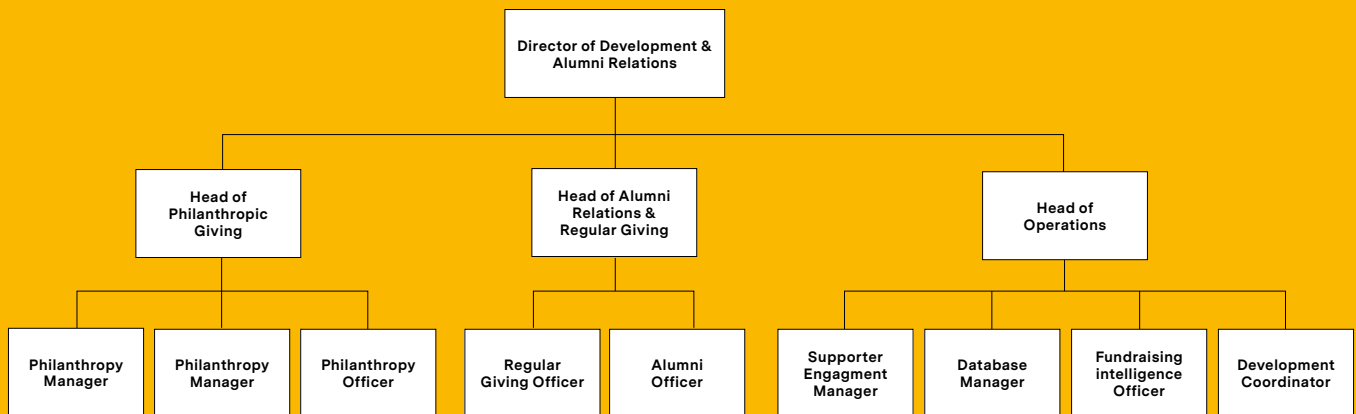 Director of Development &
Alumni Relations
Head of
Philanthropic
Giving
Head of Alumni
Relations &
Regular Giving
Head of
Operations
Philanthropy
Manager
Philanthropy
Manager
Philanthropy
Officer
Regular
Giving Officer
Alumni
Officer
Supporter
Engagment
Manager
Database
Manager
Fundraising
intelligence
Officer
Development
Coordinator